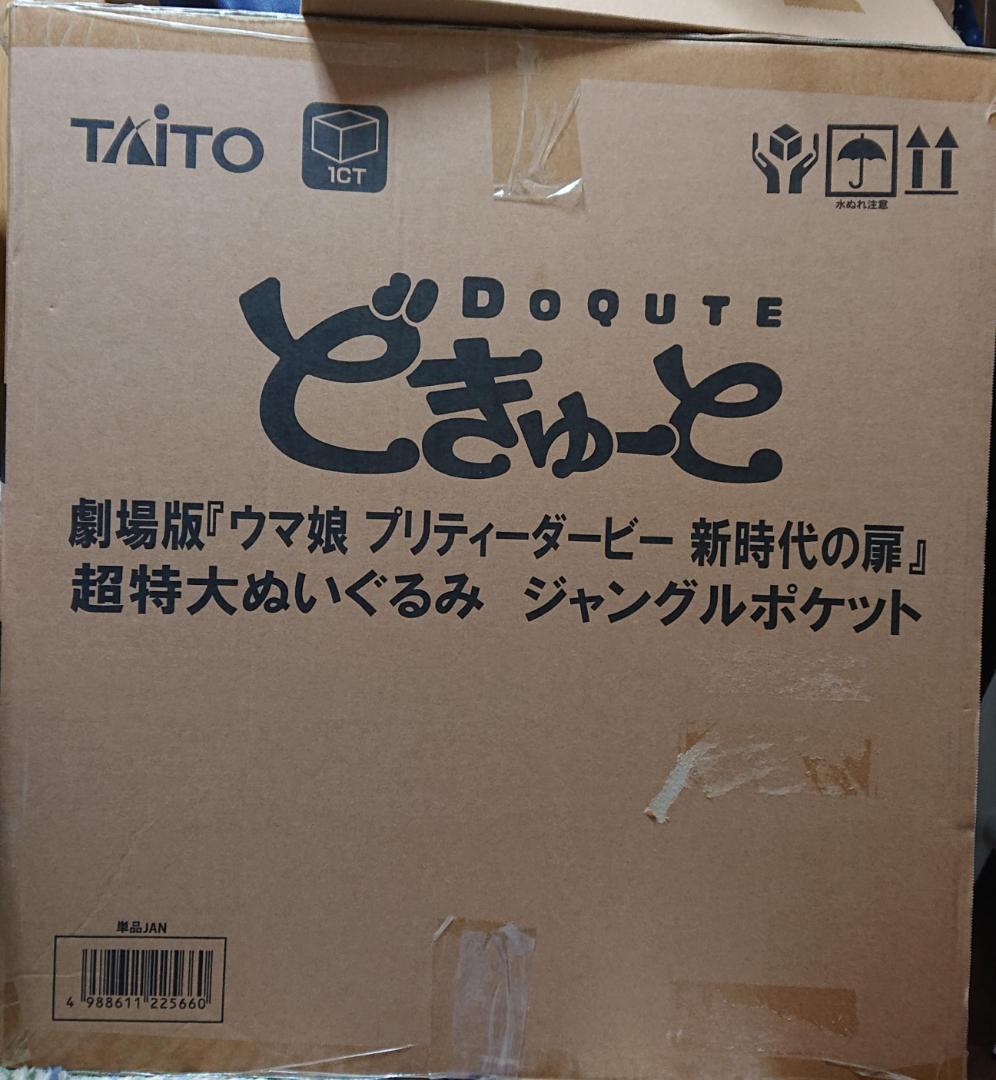 TAiTO
1CT
水ぬれ注意
DOQUTE
どきゅーと
劇場版『ウマ娘 プリティーダービー 新時代の扉』
超特大ぬいぐるみ ジャングルポケット
単品JAN
4 988611 225660